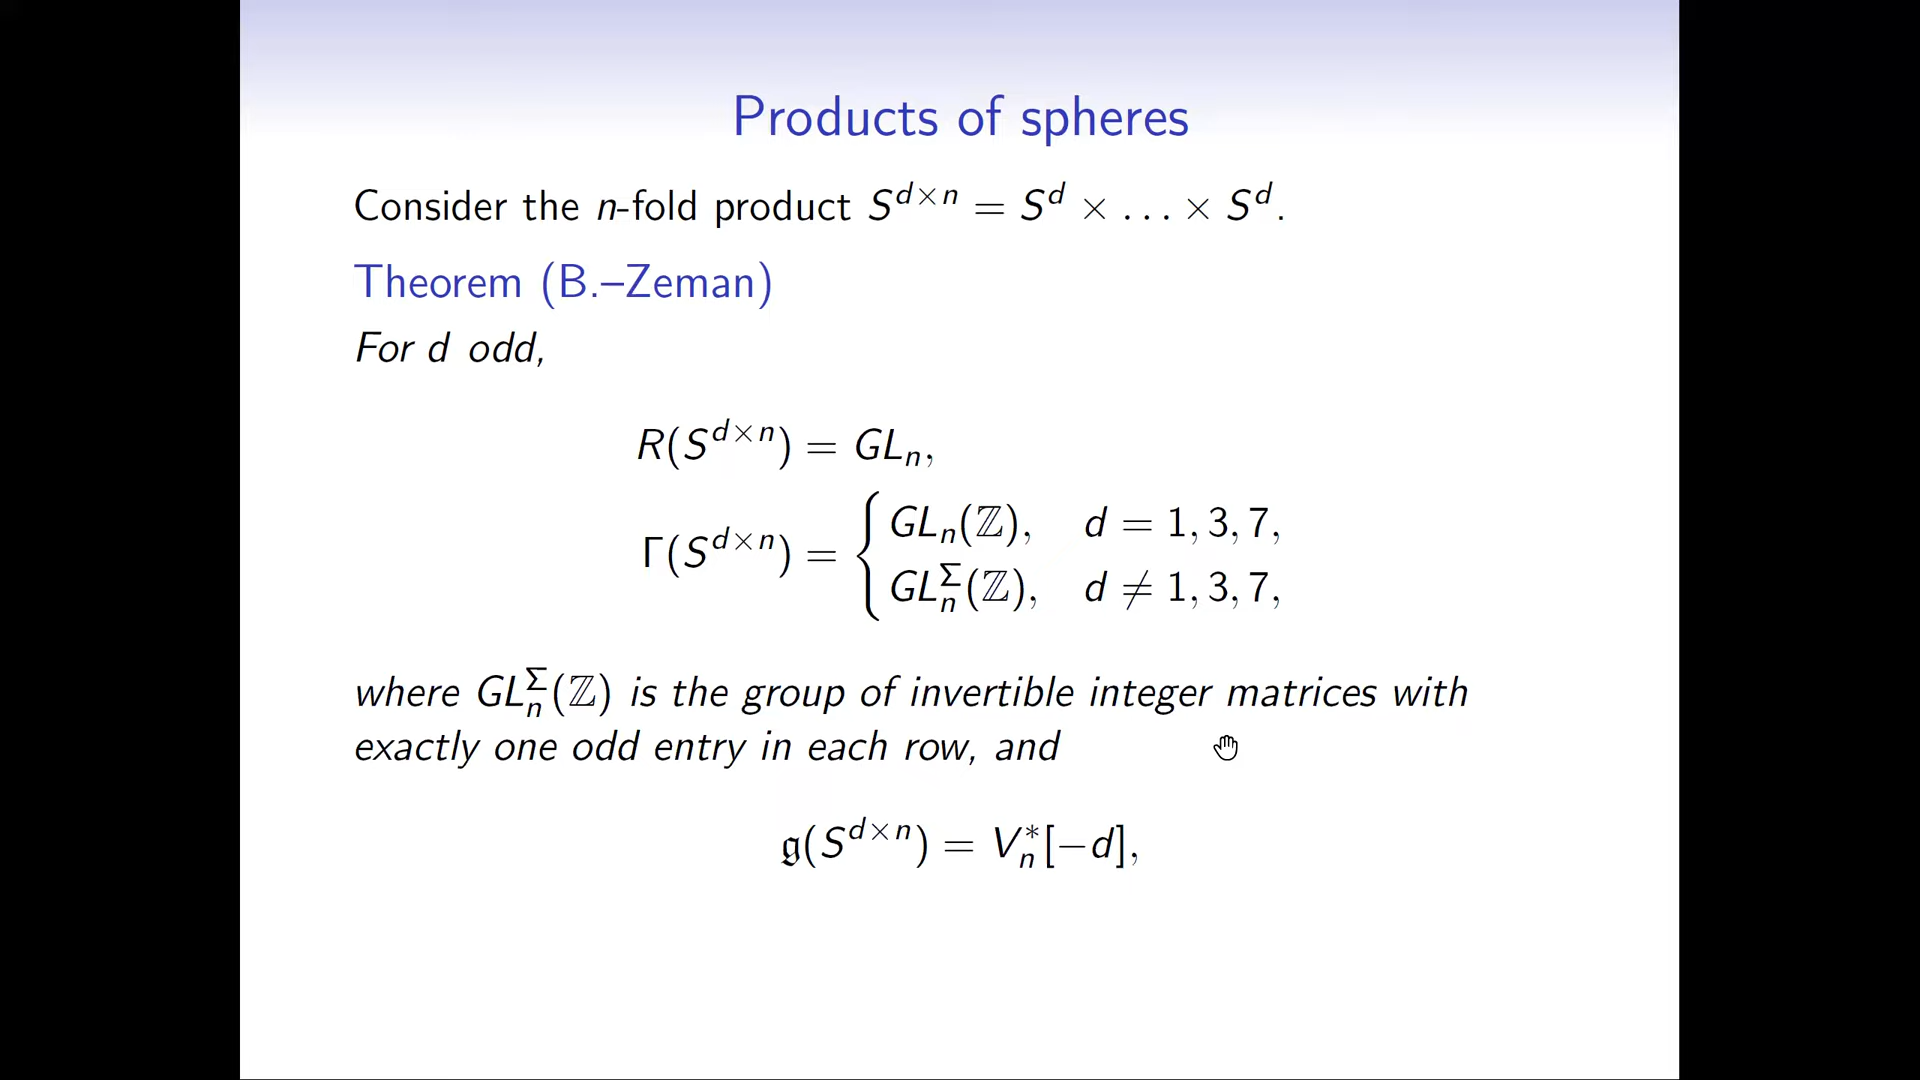 Products of spheres
Consider the n-fold product S^{d×n} = S^d × . . . × S^d.
Theorem (B.–Zeman)
For d odd,
R(S^{d×n}) = GL_n,
Γ(S^{d×n}) = { GL_n(ℤ), d = 1, 3, 7,
GL_n^Σ(ℤ), d ≠ 1, 3, 7,
where GL_n^Σ(ℤ) is the group of invertible integer matrices with
exactly one odd entry in each row, and
𝔤(S^{d×n}) = V_n^*[−d],